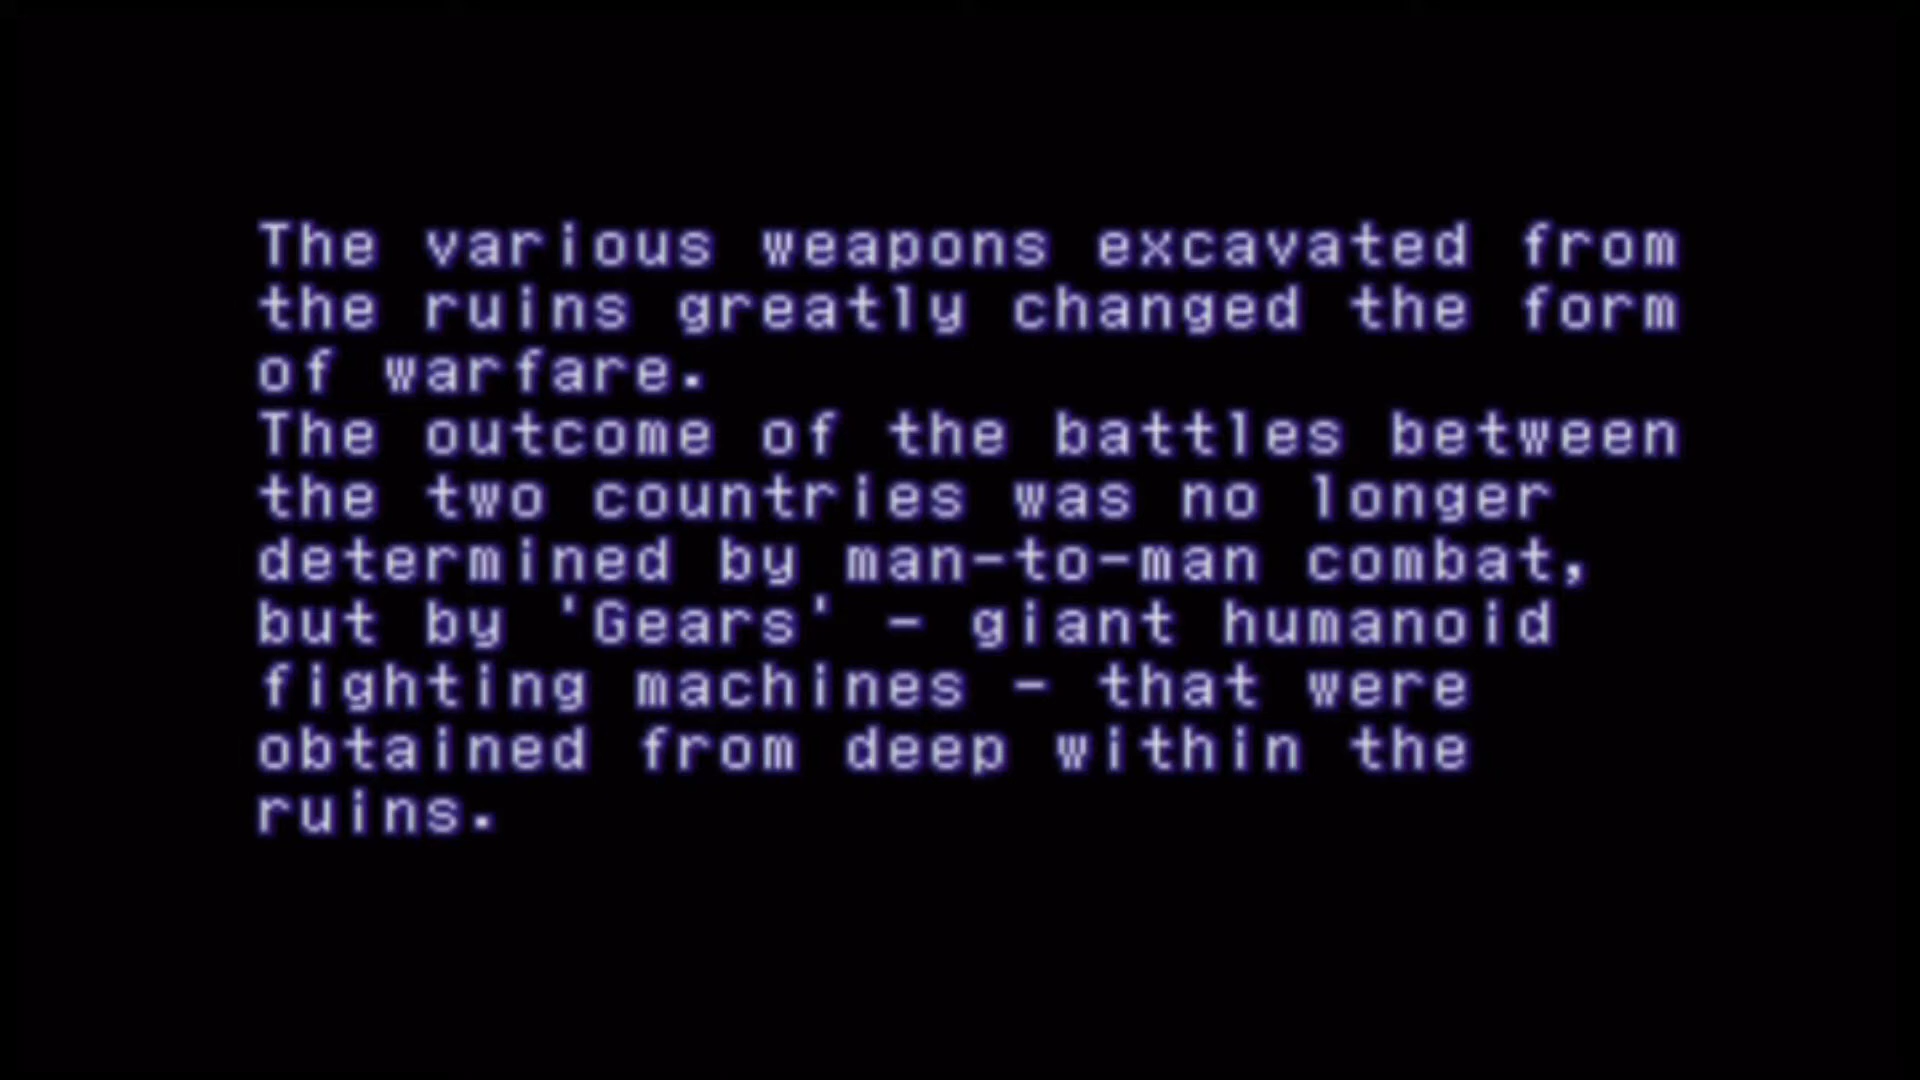 The various weapons excavated from
the ruins greatly changed the form
of warfare.
The outcome of the battles between
the two countries was no longer
determined by man-to-man combat,
but by 'Gears' - giant humanoid
fighting machines - that were
obtained from deep within the
ruins.